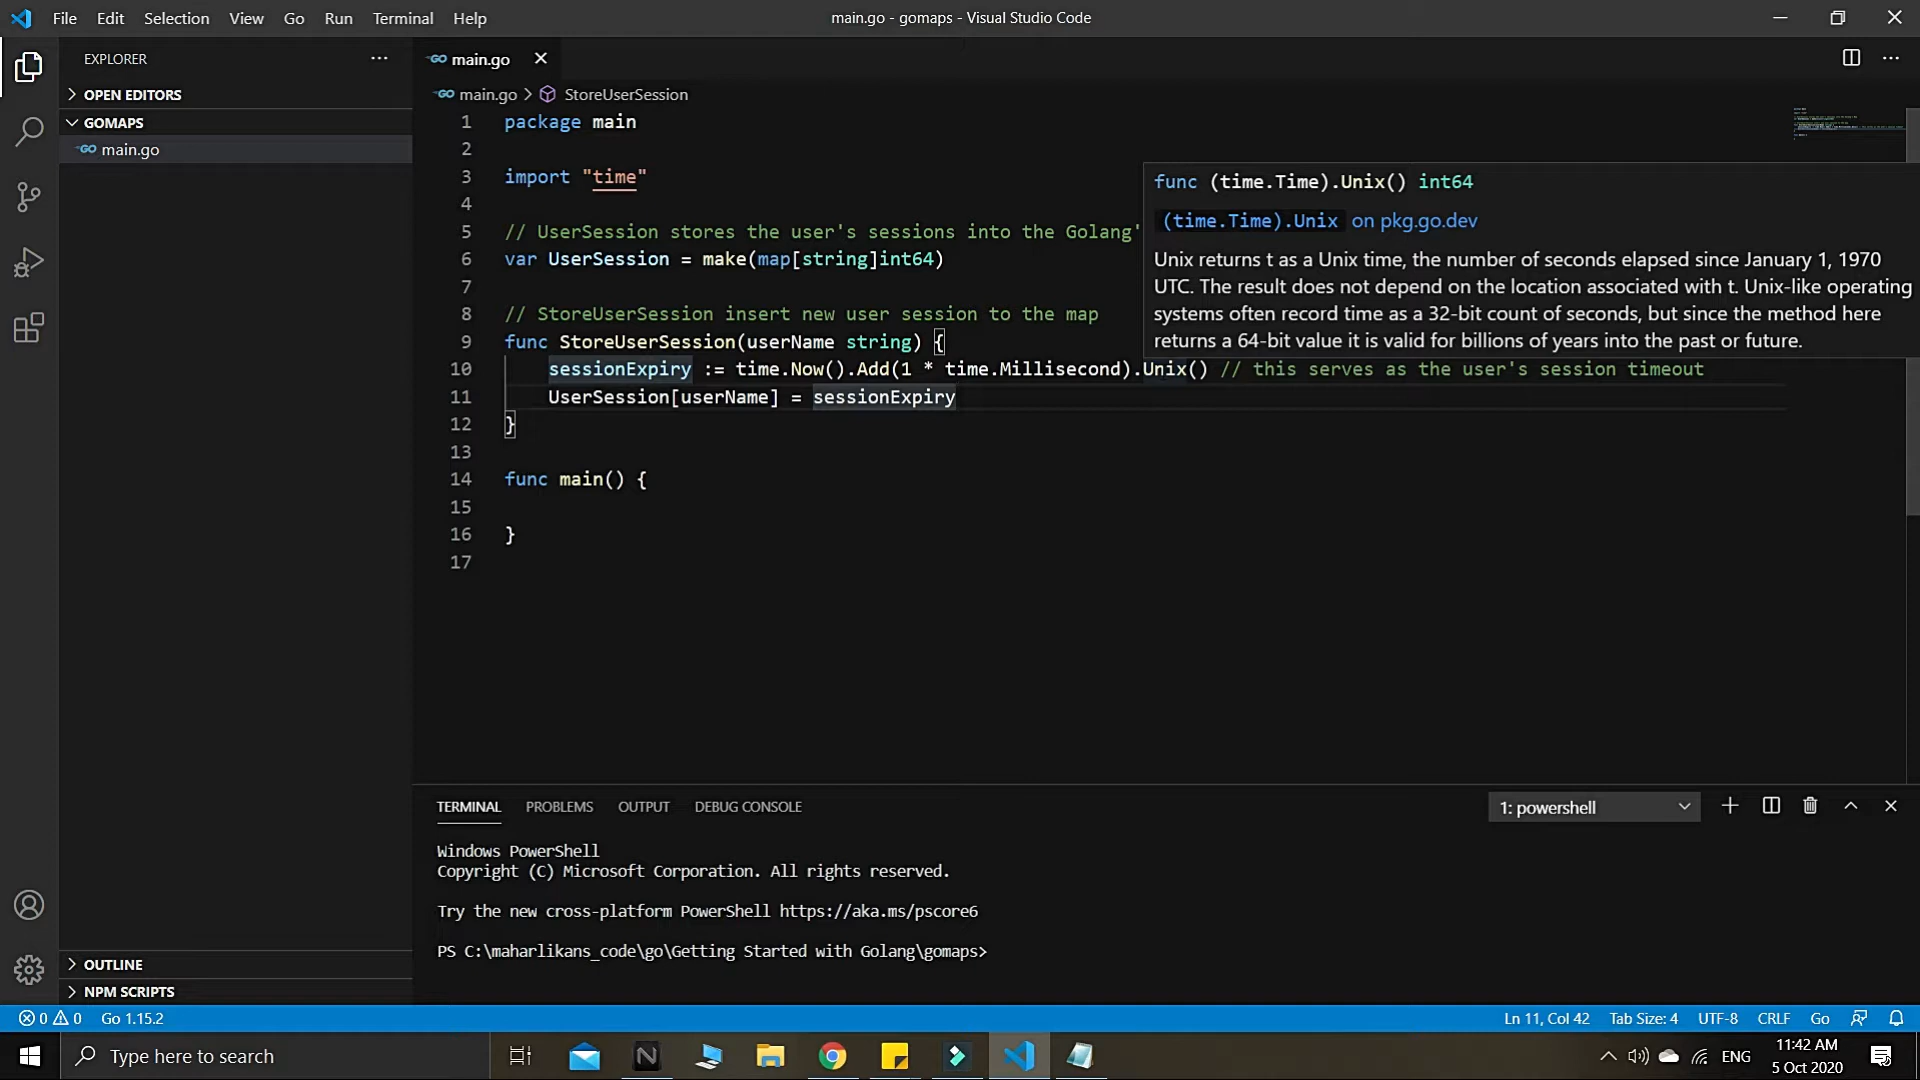 File Edit Selection View Go Run Terminal Help
main.go - gomaps - Visual Studio Code
EXPLORER
OPEN EDITORS
GOMAPS
main.go
OUTLINE
NPM SCRIPTS
main.go
main.go > StoreUserSession
1 package main
2
3 import "time"
4
5 // UserSession stores the user's sessions into the Golang'
6 var UserSession = make(map[string]int64)
7
8 // StoreUserSession insert new user session to the map
9 func StoreUserSession(userName string) {
10 sessionExpiry := time.Now().Add(1 * time.Millisecond).Unix() // this serves as the user's session timeout
11 UserSession[userName] = sessionExpiry
12 }
13
14 func main() {
15
16 }
17
func (time.Time).Unix() int64
(time.Time).Unix on pkg.go.dev
Unix returns t as a Unix time, the number of seconds elapsed since January 1, 1970
UTC. The result does not depend on the location associated with t. Unix-like operating
systems often record time as a 32-bit count of seconds, but since the method here
returns a 64-bit value it is valid for billions of years into the past or future.
TERMINAL PROBLEMS OUTPUT DEBUG CONSOLE
1: powershell
Windows PowerShell
Copyright (C) Microsoft Corporation. All rights reserved.
Try the new cross-platform PowerShell https://aka.ms/pscore6
PS C:\maharlikans_code\go\Getting Started with Golang\gomaps>
0 0 Go 1.15.2
Ln 11, Col 42 Tab Size: 4 UTF-8 CRLF Go
Type here to search
ENG
11:42 AM
5 Oct 2020